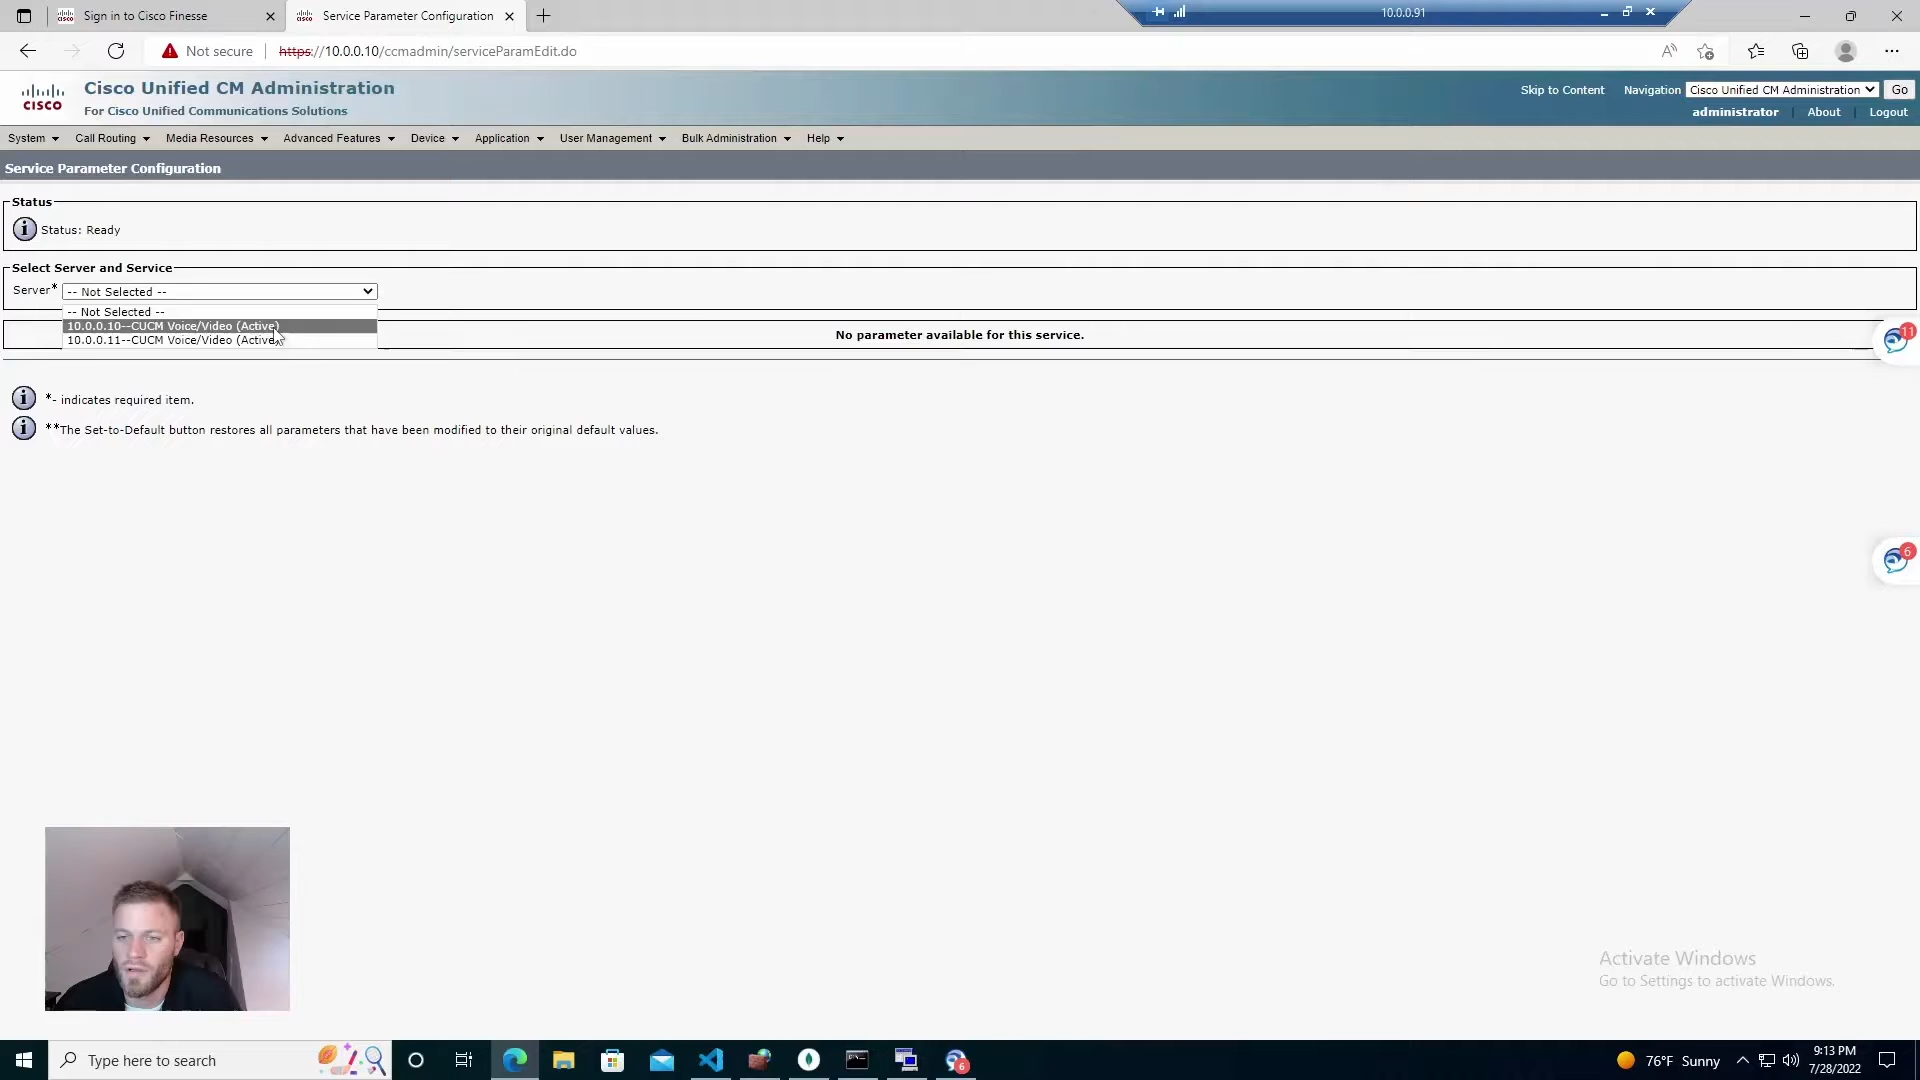 Sign in to Cisco Finesse
Service Parameter Configuration
10.0.0.91
Not secure
https://10.0.0.10/ccmadmin/serviceParamEdit.do
CISCO
Cisco Unified CM Administration
For Cisco Unified Communications Solutions
Skip to Content
Navigation
Cisco Unified CM Administration
Go
administrator
About
Logout
System
Call Routing
Media Resources
Advanced Features
Device
Application
User Management
Bulk Administration
Help
Service Parameter Configuration
Status
Status: Ready
Select Server and Service
Server*
-- Not Selected --
-- Not Selected --
10.0.0.10--CUCM Voice/Video (Active)
10.0.0.11--CUCM Voice/Video (Active)
No parameter available for this service.
11
*- indicates required item.
**The Set-to-Default button restores all parameters that have been modified to their original default values.
6
Activate Windows
Go to Settings to activate Windows.
Type here to search
6
76°F Sunny
9:13 PM
7/28/2022